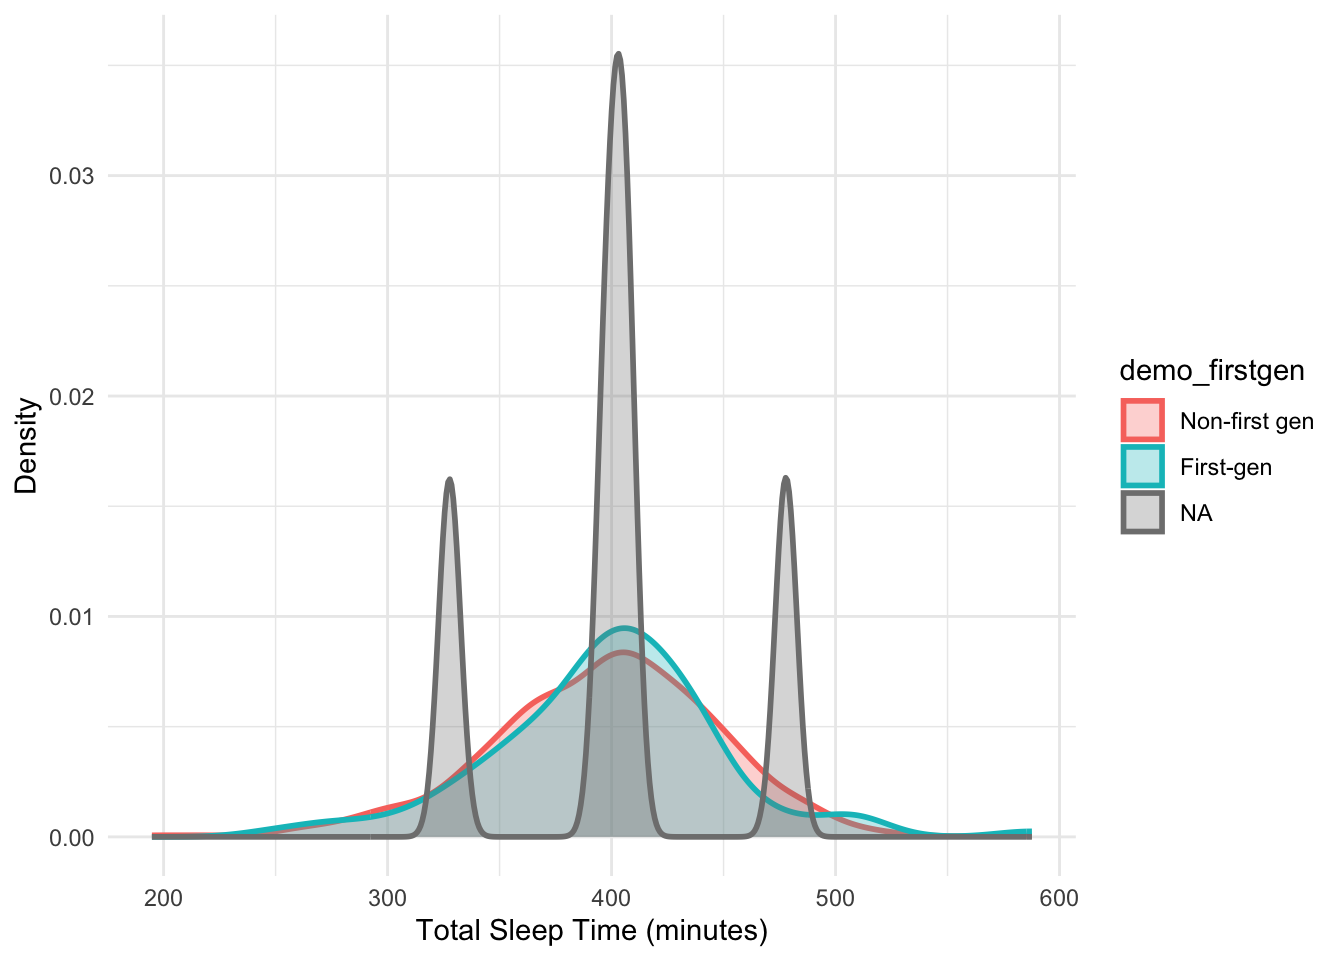 0.03
0.02
0.01
0.00
Density
200 300 400 500 600
Total Sleep Time (minutes)
demo_firstgen
Non-first gen
First-gen
NA